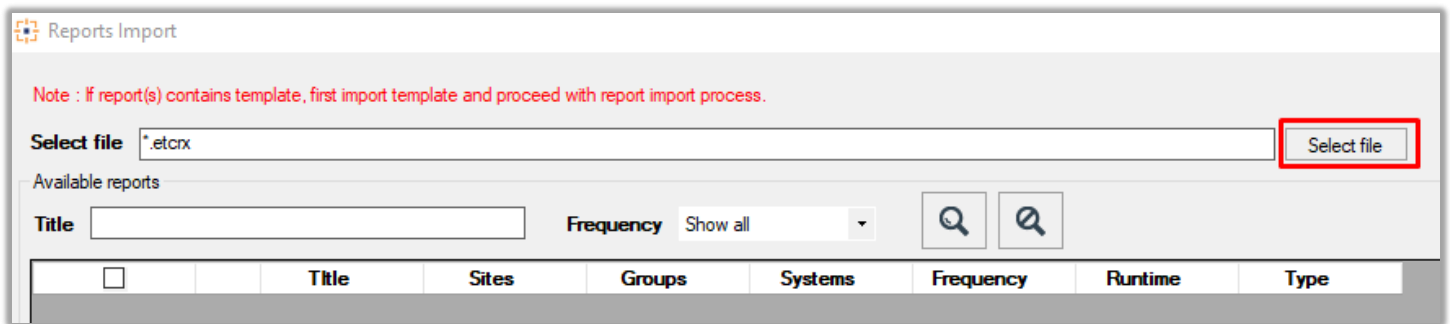 Reports Import
Note : If report(s) contains template, first import template and proceed with report import process.
Select file *.etcrx Select file
Available reports
Title Frequency Show all
TItle Sites Groups Systems Frequency Runtime Type